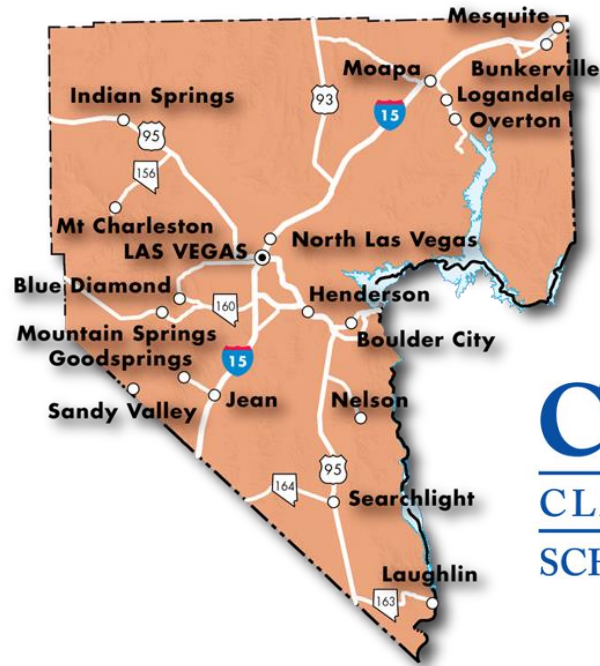 Mesquite
Moapa
Bunkerville
93
15
Logandale
Indian Springs
Overton
95
156
Mt Charleston
North Las Vegas
LAS VEGAS
Blue Diamond
160
Henderson
Mountain Springs
Boulder City
Goodsprings
15
Sandy Valley
Jean
Nelson
95
164
Searchlight
Laughlin
163
C
CL
SC